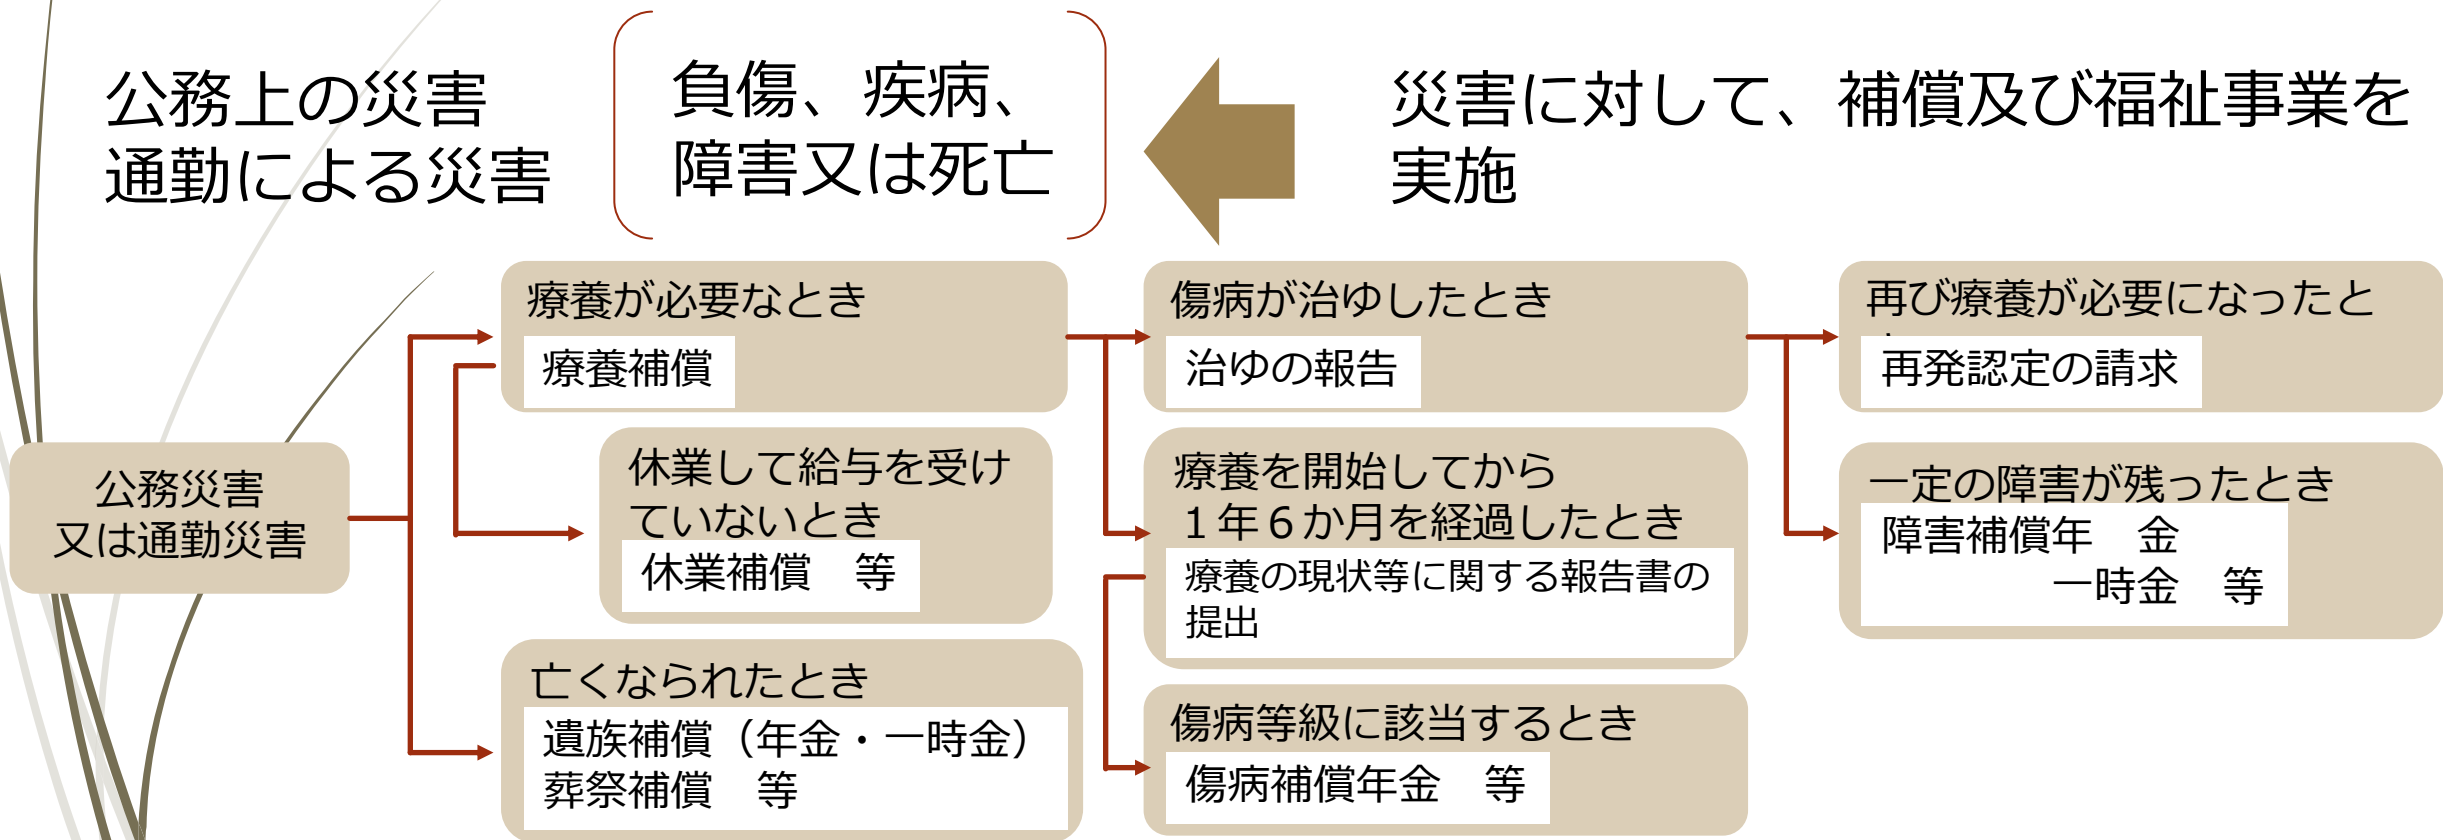 公務上の災害
通勤による災害
負傷、疾病、
障害又は死亡
災害に対して、補償及び福祉事業を
実施
公務災害
又は通勤災害
療養が必要なとき
療養補償
休業して給与を受け
ていないとき
休業補償　等
亡くなられたとき
遺族補償（年金・一時金）
葬祭補償　等
傷病が治ゆしたとき
治ゆの報告
療養を開始してから
１年６か月を経過したとき
療養の現状等に関する報告書の
提出
傷病等級に該当するとき
傷病補償年金　等
再び療養が必要になったと
再発認定の請求
一定の障害が残ったとき
障害補償年　金
一時金　等